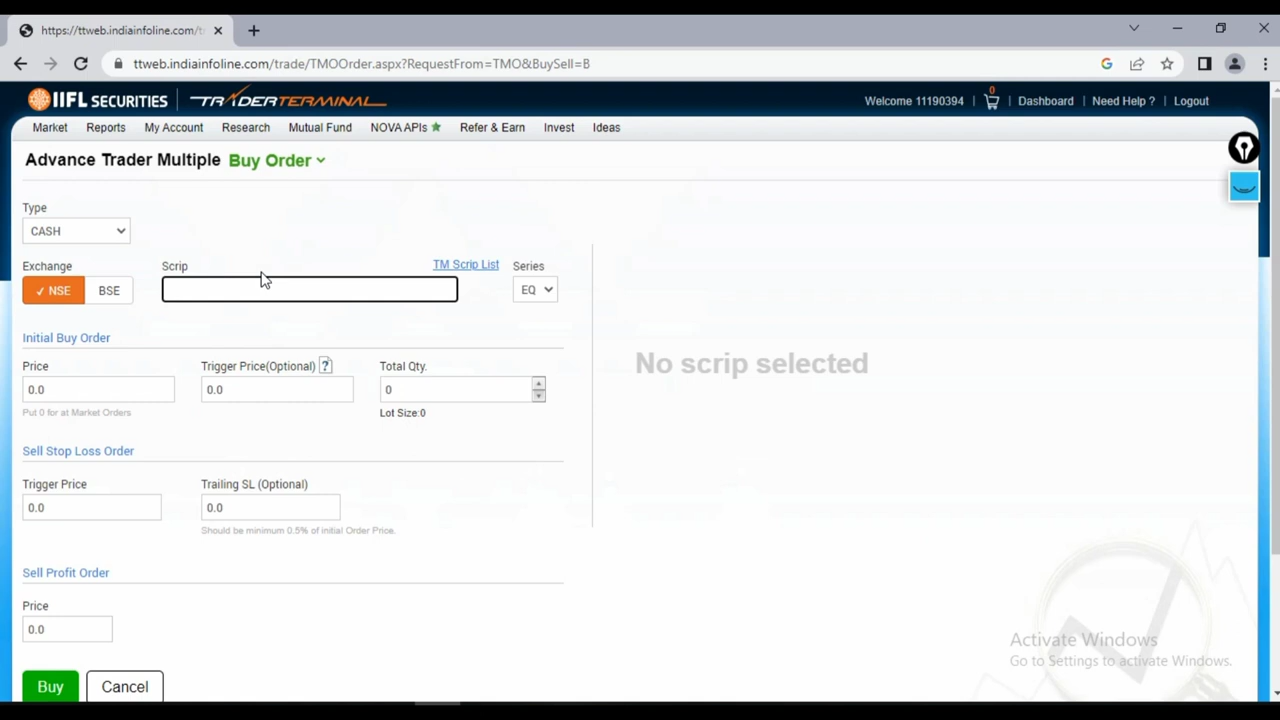 https://ttweb.indiainfoline.com/t
ttweb.indiainfoline.com/trade/TMOOrder.aspx?RequestFrom=TMO&BuySell=B
IIFL SECURITIES | TRADER TERMINAL
Welcome 11190394 | 0 | Dashboard | Need Help ? | Logout
Market Reports My Account Research Mutual Fund NOVA APIs Refer & Earn Invest Ideas
Advance Trader Multiple Buy Order
Type
CASH
Exchange Scrip TM Scrip List Series
✓ NSE BSE EQ
Initial Buy Order
Price Trigger Price(Optional) ? Total Qty.
0.0 0.0 0
Put 0 for at Market Orders Lot Size:0
No scrip selected
Sell Stop Loss Order
Trigger Price Trailing SL (Optional)
0.0 0.0
Should be minimum 0.5% of initial Order Price.
Sell Profit Order
Price
0.0
Buy Cancel
Activate Windows
Go to Settings to activate Windows.